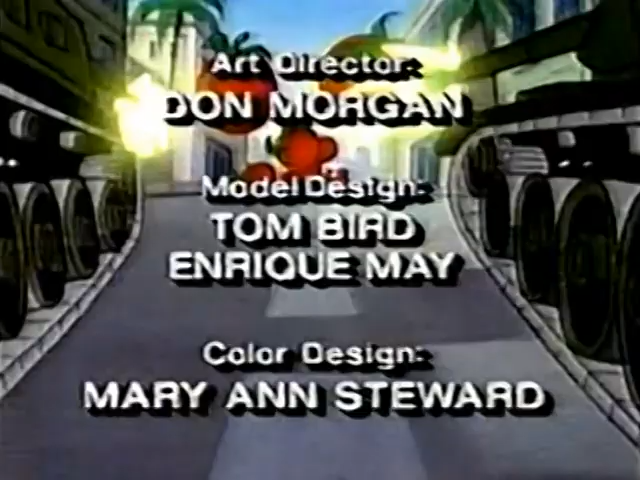 Art Director:
DON MORGAN
Model Design:
TOM BIRD
ENRIQUE MAY
Color Design:
MARY ANN STEWARD